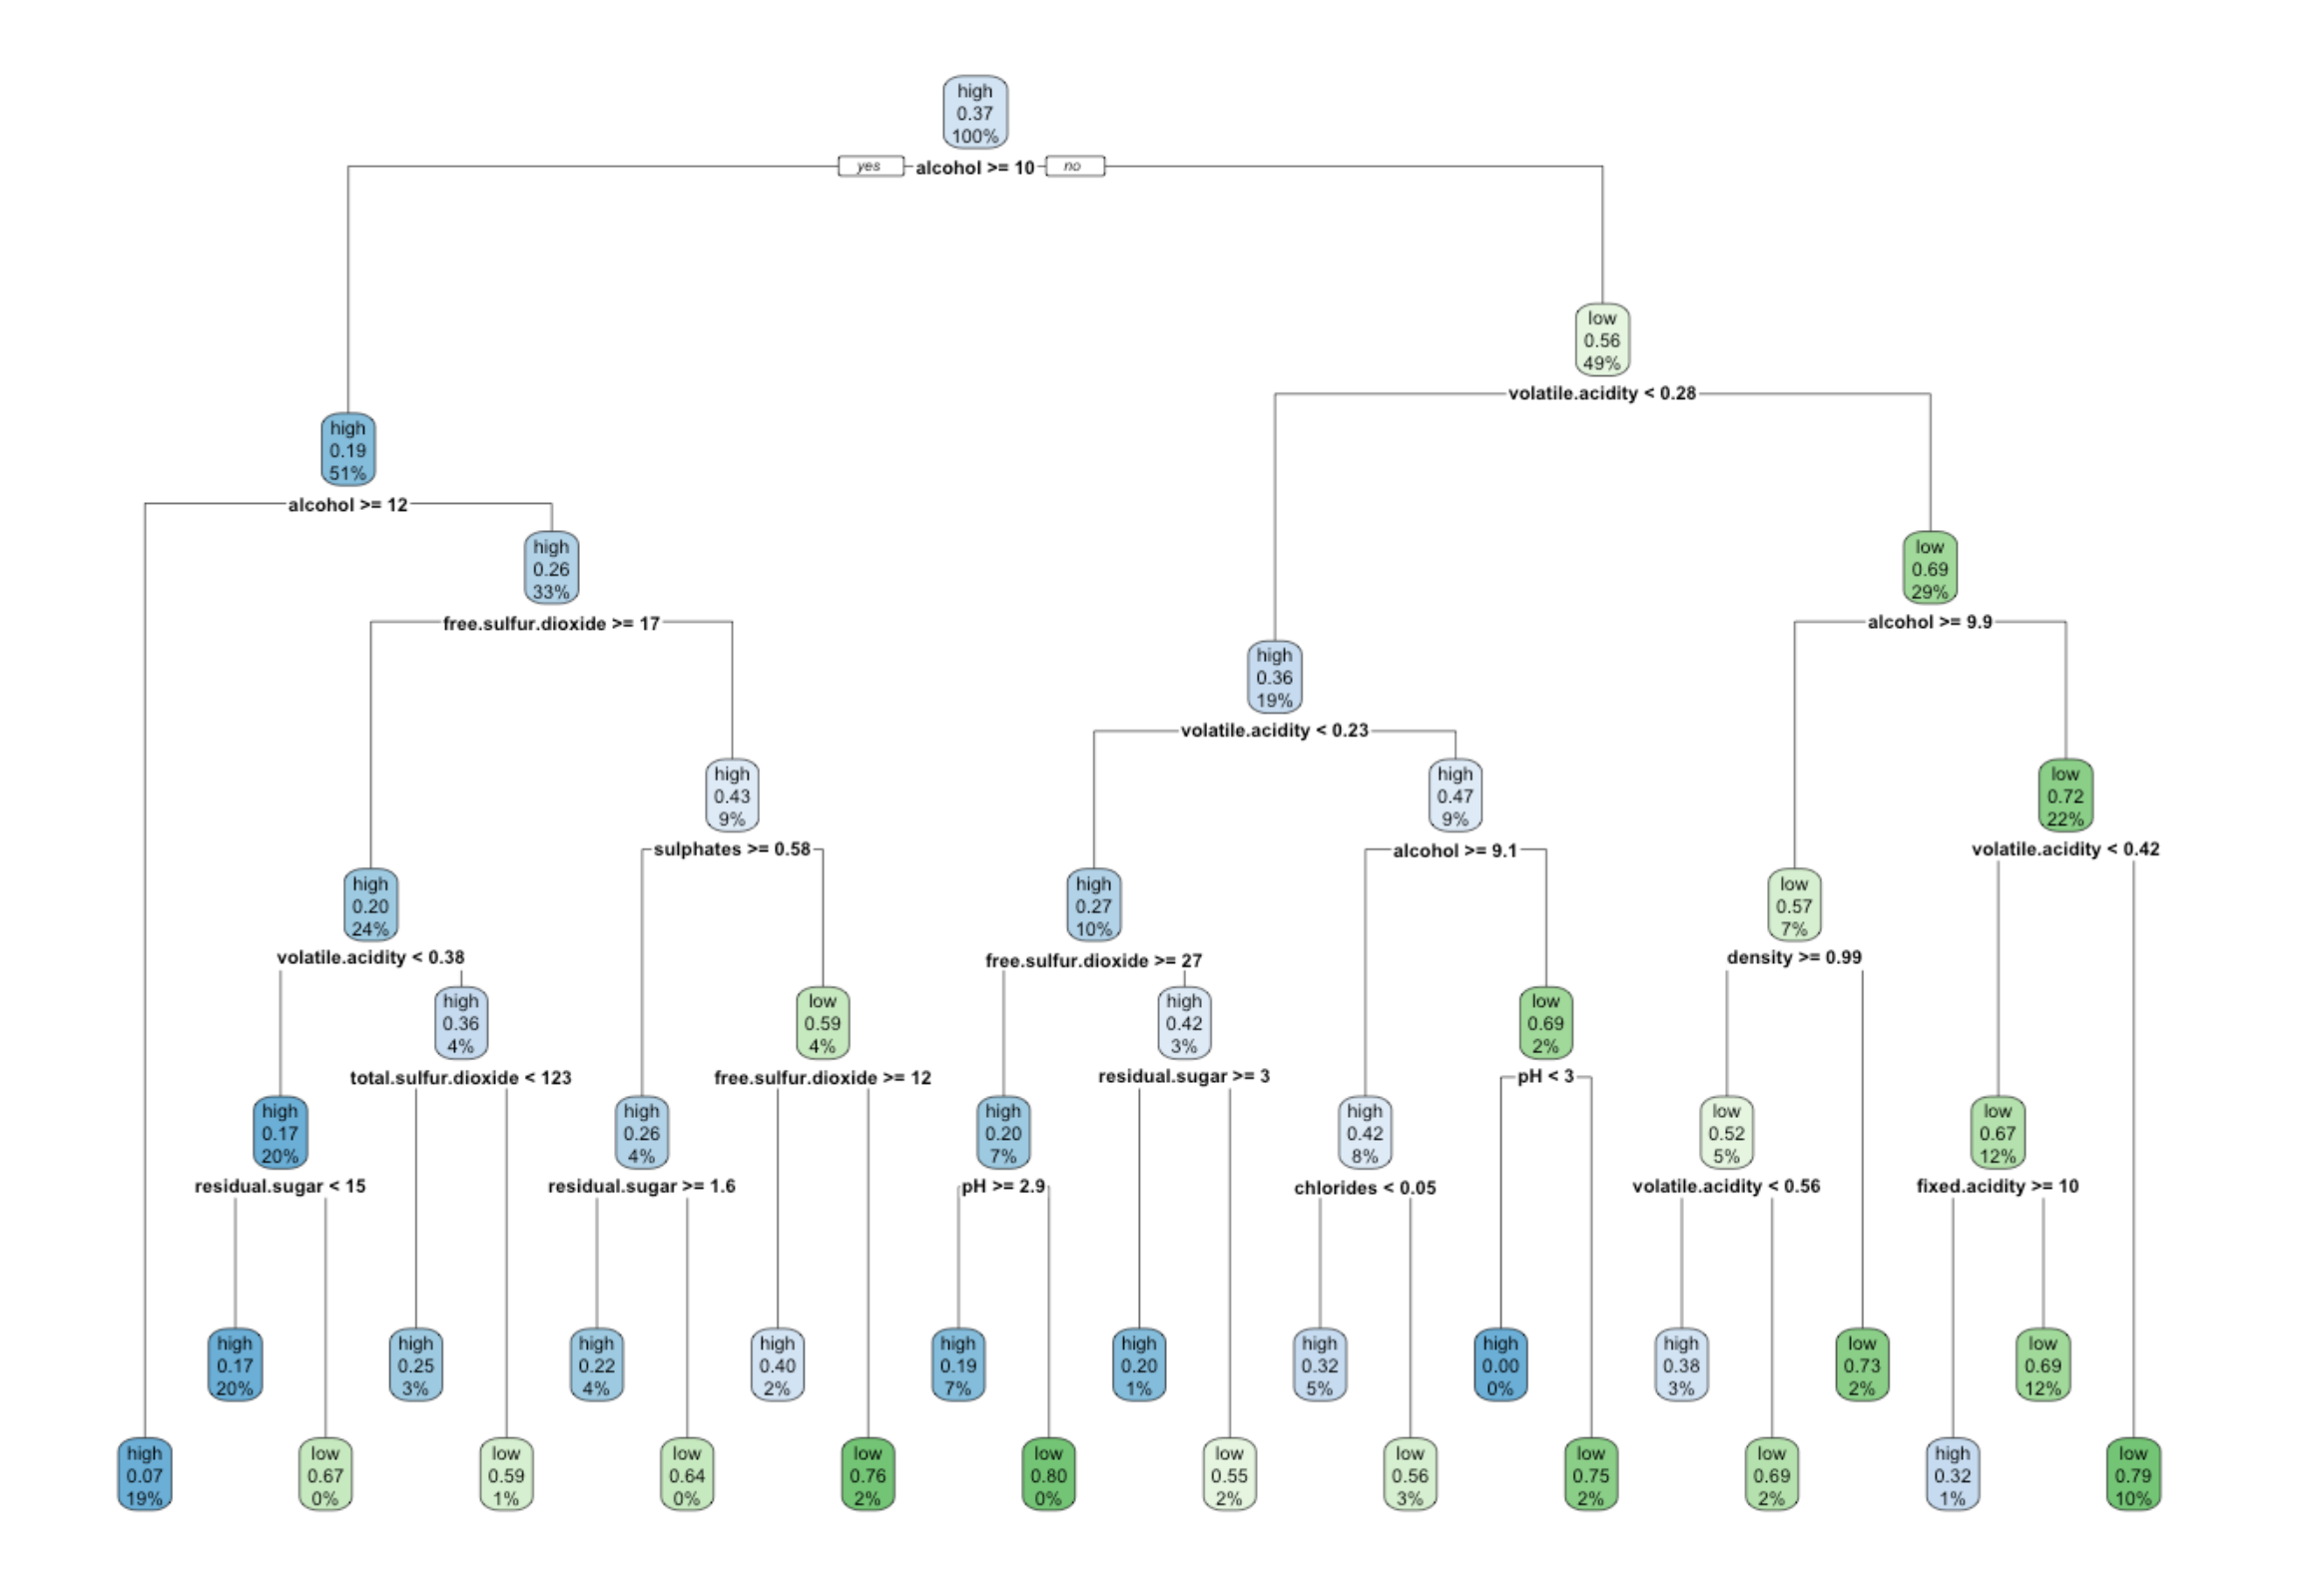 high
0.37
100%
yes
alcohol >= 10
no
low
0.56
49%
volatile.acidity < 0.28
high
0.19
51%
alcohol >= 12
high
0.26
33%
free.sulfur.dioxide >= 17
low
0.69
29%
alcohol >= 9.9
high
0.36
19%
volatile.acidity < 0.23
high
0.43
9%
sulphates >= 0.58
high
0.47
9%
alcohol >= 9.1
low
0.72
22%
volatile.acidity < 0.42
high
0.20
24%
volatile.acidity < 0.38
high
0.27
10%
free.sulfur.dioxide >= 27
low
0.57
7%
density >= 0.99
high
0.36
4%
total.sulfur.dioxide < 123
low
0.59
4%
free.sulfur.dioxide >= 12
high
0.42
3%
residual.sugar >= 3
low
0.69
2%
pH < 3
high
0.17
20%
residual.sugar < 15
high
0.26
4%
residual.sugar >= 1.6
high
0.20
7%
pH >= 2.9
high
0.42
8%
chlorides < 0.05
low
0.52
5%
volatile.acidity < 0.56
low
0.67
12%
fixed.acidity >= 10
high
0.17
20%
high
0.25
3%
high
0.22
4%
high
0.40
2%
high
0.19
7%
high
0.20
1%
high
0.32
5%
high
0.00
0%
high
0.38
3%
low
0.73
2%
low
0.69
12%
high
0.07
19%
low
0.67
0%
low
0.59
1%
low
0.64
0%
low
0.76
2%
low
0.80
0%
low
0.55
2%
low
0.56
3%
low
0.75
2%
low
0.69
2%
high
0.32
1%
low
0.79
10%